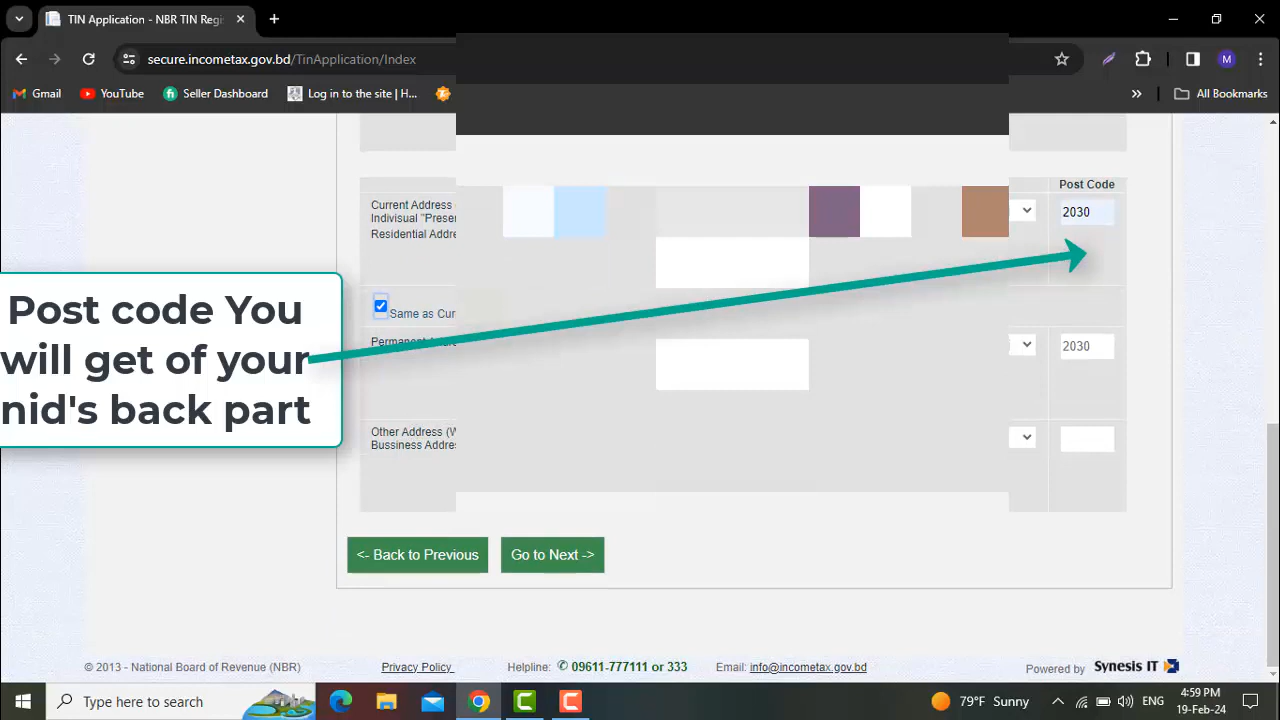 TIN Application - NBR TIN Regi
secure.incometax.gov.bd/TinApplication/Index
M
Gmail
YouTube
Seller Dashboard
Log in to the site | H...
All Bookmarks
Post Code
Current Address
Indivisual "Preser
Residential Addre
2030
Same as Cur
Post code You
will get of your
nid's back part
2030
Other Address (W
Bussiness Addre
<- Back to Previous
Go to Next ->
© 2013 - National Board of Revenue (NBR)
Privacy Policy
Helpline: ✆ 09611-777111 or 333
Email: info@incometax.gov.bd
Powered by Synesis IT
Type here to search
79°F Sunny
ENG
4:59 PM
19-Feb-24